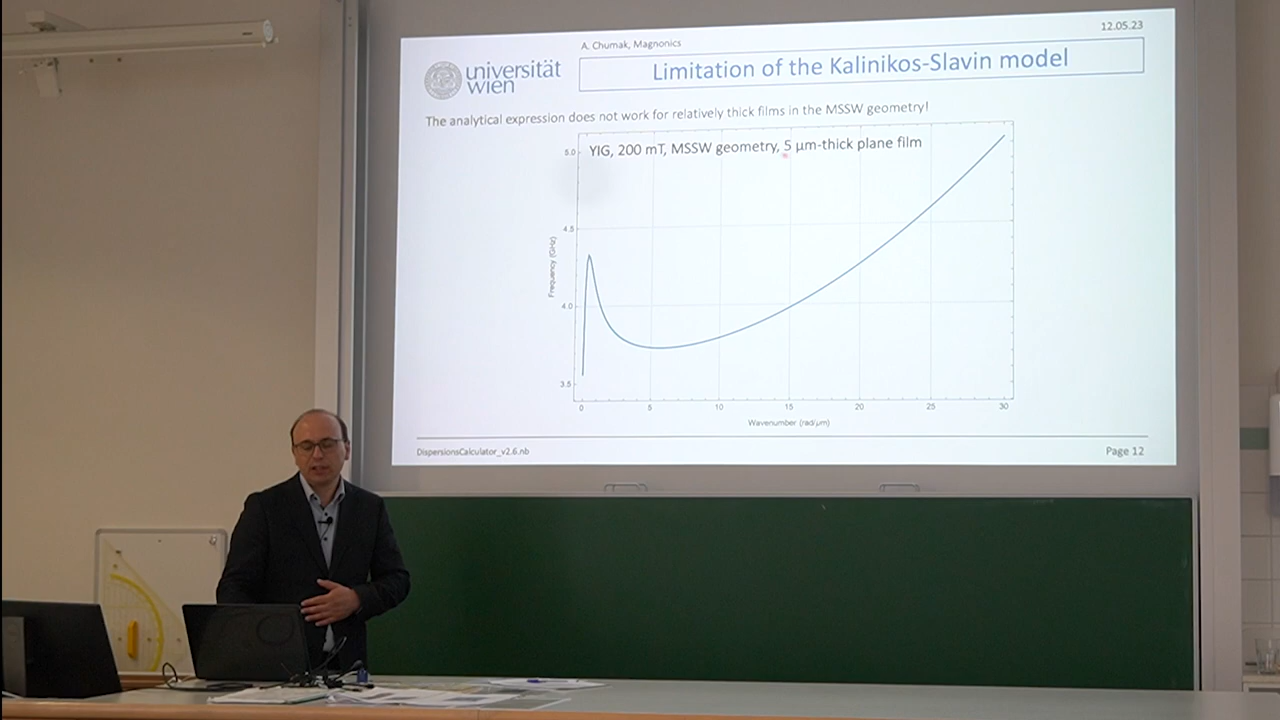 A. Chumak, Magnonics
12.05.23
universität
wien
Limitation of the Kalinikos-Slavin model
The analytical expression does not work for relatively thick films in the MSSW geometry!
YIG, 200 mT, MSSW geometry, 5 μm-thick plane film
5.0
4.5
4.0
3.5
Frequency (GHz)
0 5 10 15 20 25 30
Wavenumber (rad/μm)
DispersionsCalculator_v2.6.nb
Page 12